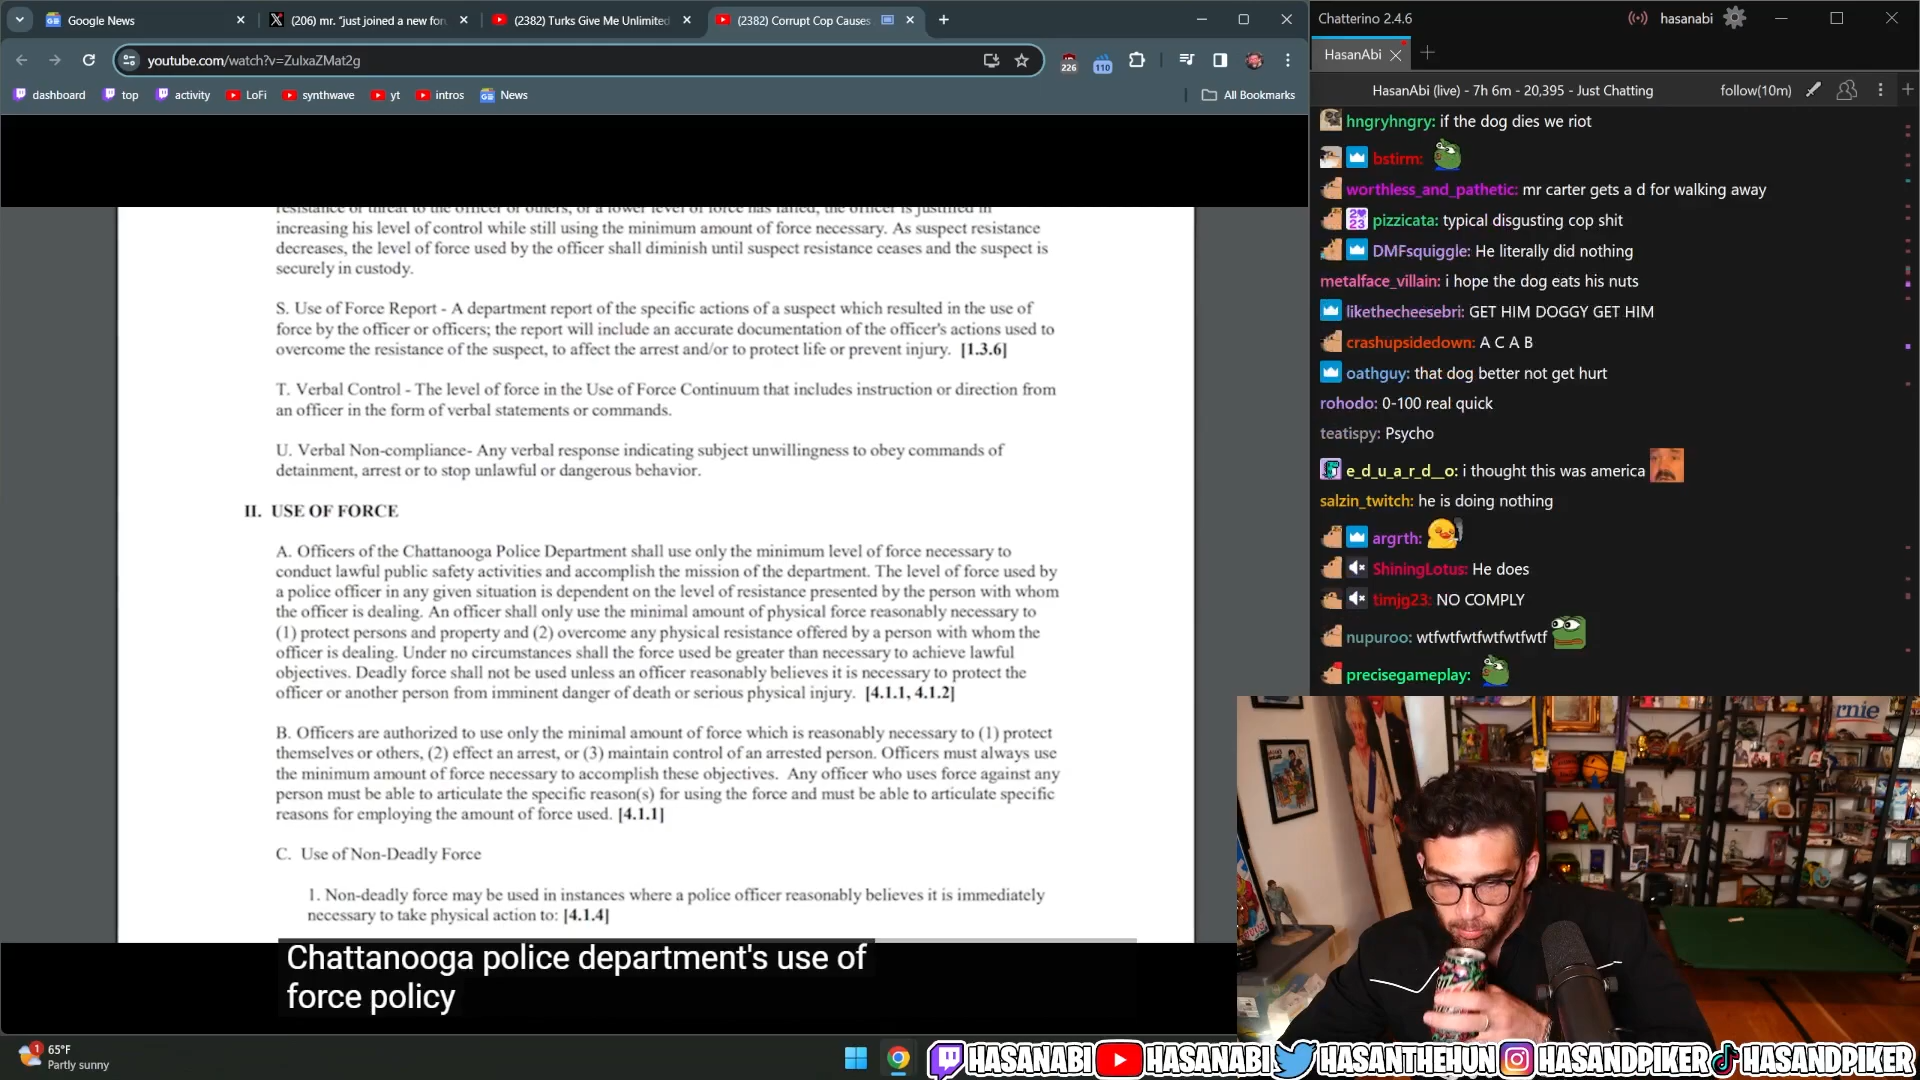 Google News
(206) mr. "just joined a new for
(2382) Turks Give Me Unlimited
(2382) Corrupt Cop Causes
youtube.com/watch?v=ZuIxaZMat2g
226
110
dashboard
top
activity
LoFi
synthwave
yt
intros
News
All Bookmarks
resistance or threat to the officer or others, or a lower level of force has failed, the officer is justified in
increasing his level of control while still using the minimum amount of force necessary. As suspect resistance
decreases, the level of force used by the officer shall diminish until suspect resistance ceases and the suspect is
securely in custody.
S. Use of Force Report - A department report of the specific actions of a suspect which resulted in the use of
force by the officer or officers; the report will include an accurate documentation of the officer's actions used to
overcome the resistance of the suspect, to affect the arrest and/or to protect life or prevent injury. [1.3.6]
T. Verbal Control - The level of force in the Use of Force Continuum that includes instruction or direction from
an officer in the form of verbal statements or commands.
U. Verbal Non-compliance- Any verbal response indicating subject unwillingness to obey commands of
detainment, arrest or to stop unlawful or dangerous behavior.
II. USE OF FORCE
A. Officers of the Chattanooga Police Department shall use only the minimum level of force necessary to
conduct lawful public safety activities and accomplish the mission of the department. The level of force used by
a police officer in any given situation is dependent on the level of resistance presented by the person with whom
the officer is dealing. An officer shall only use the minimal amount of physical force reasonably necessary to
(1) protect persons and property and (2) overcome any physical resistance offered by a person with whom the
officer is dealing. Under no circumstances shall the force used be greater than necessary to achieve lawful
objectives. Deadly force shall not be used unless an officer reasonably believes it is necessary to protect the
officer or another person from imminent danger of death or serious physical injury. [4.1.1, 4.1.2]
B. Officers are authorized to use only the minimal amount of force which is reasonably necessary to (1) protect
themselves or others, (2) effect an arrest, or (3) maintain control of an arrested person. Officers must always use
the minimum amount of force necessary to accomplish these objectives. Any officer who uses force against any
person must be able to articulate the specific reason(s) for using the force and must be able to articulate specific
reasons for employing the amount of force used. [4.1.1]
C. Use of Non-Deadly Force
1. Non-deadly force may be used in instances where a police officer reasonably believes it is immediately
necessary to take physical action to: [4.1.4]
Chattanooga police department's use of
force policy
1
65°F
Partly sunny
Chatterino 2.4.6
hasanabi
HasanAbi
HasanAbi (live) - 7h 6m - 20,395 - Just Chatting
follow(10m)
hngryhngry: if the dog dies we riot
bstirm:
worthless_and_pathetic: mr carter gets a d for walking away
pizzicata: typical disgusting cop shit
DMFsquiggle: He literally did nothing
metalface_villain: i hope the dog eats his nuts
likethecheesebri: GET HIM DOGGY GET HIM
crashupsidedown: A C A B
oathguy: that dog better not get hurt
rohodo: 0-100 real quick
teatispy: Psycho
e_d_u_a_r_d__o: i thought this was america
salzin_twitch: he is doing nothing
argrth:
ShiningLotus: He does
timjg23: NO COMPLY
nupuroo: wtfwtfwtfwtfwtfwtf
precisegameplay:
rnie
HASANABI
HASANABI
HASANTHEHUN
HASANDPIKER
HASANDPIKER